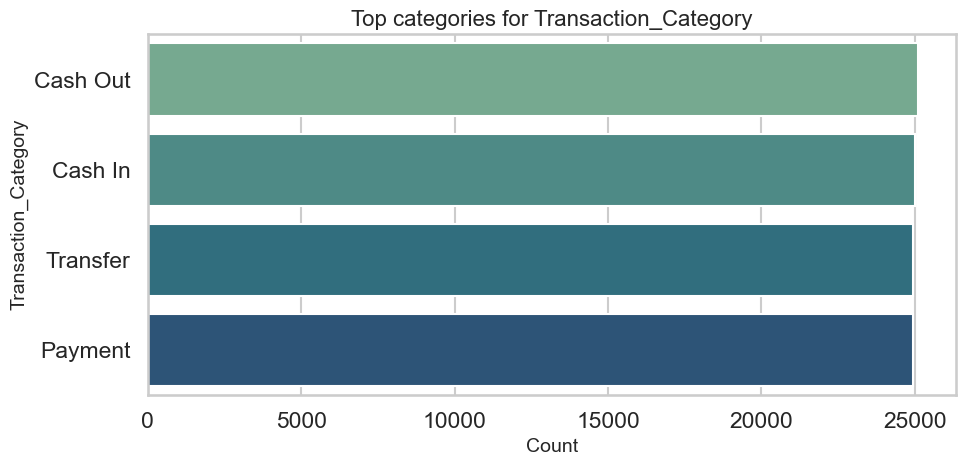 Top categories for Transaction_Category
Transaction_Category
Cash Out
Cash In
Transfer
Payment
0 5000 10000 15000 20000 25000
Count